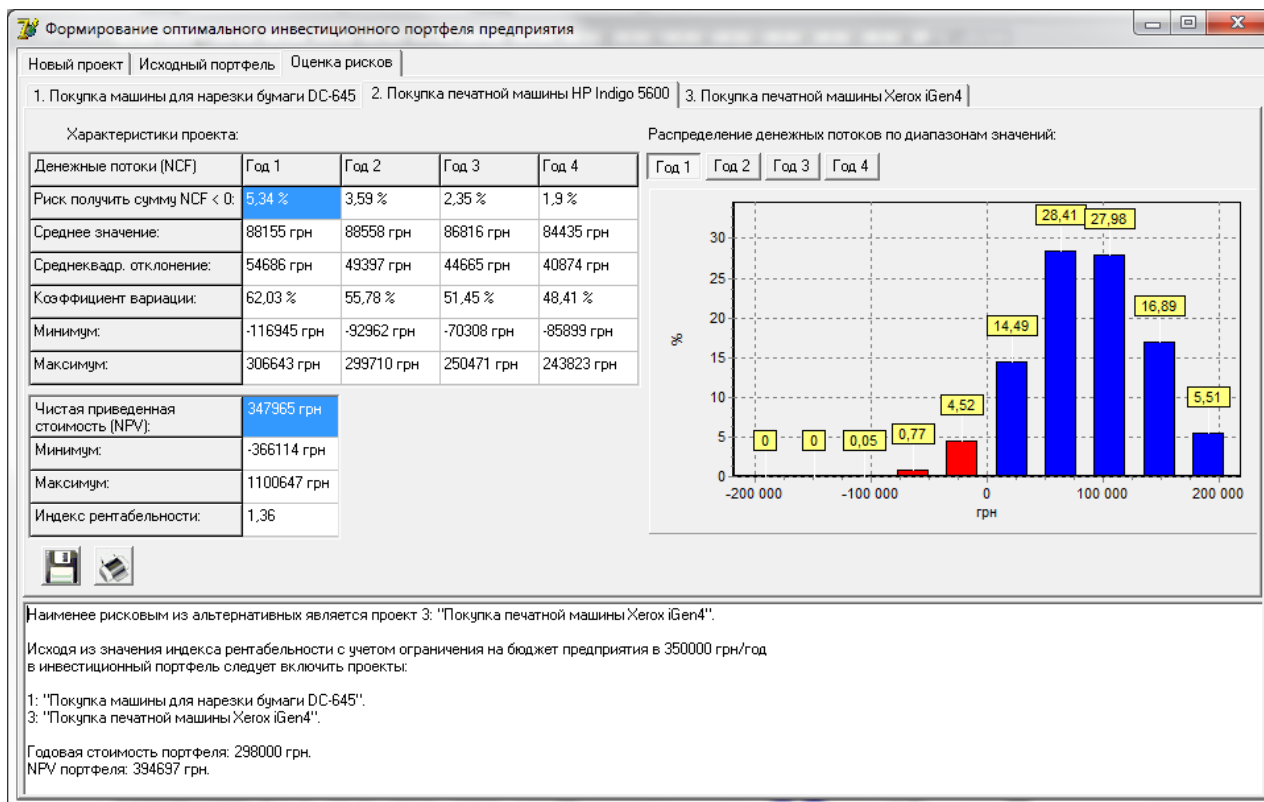 Формирование оптимального инвестиционного портфеля предприятия
Новый проект Исходный портфель Оценка рисков
1. Покупка машины для нарезки бумаги DC-645 2. Покупка печатной машины HP Indigo 5600 3. Покупка печатной машины Xerox iGen4
Характеристики проекта:
Денежные потоки (NCF) Год 1 Год 2 Год 3 Год 4
Риск получить сумму NCF < 0: 5,34 % 3,59 % 2,35 % 1,9 %
Среднее значение: 88155 грн 88558 грн 86816 грн 84435 грн
Среднеквадр. отклонение: 54686 грн 49397 грн 44665 грн 40874 грн
Коэффициент вариации: 62,03 % 55,78 % 51,45 % 48,41 %
Минимум: -116945 грн -92962 грн -70308 грн -85899 грн
Максимум: 306643 грн 299710 грн 250471 грн 243823 грн
Чистая приведенная
стоимость (NPV): 347965 грн
Минимум: -366114 грн
Максимум: 1100647 грн
Индекс рентабельности: 1,36
Распределение денежных потоков по диапазонам значений:
Год 1 Год 2 Год 3 Год 4
%
30
25
20
15
10
5
0
0 0 0,05 0,77 4,52 14,49 28,41 27,98 16,89 5,51
-200 000 -100 000 0 100 000 200 000
грн
Наименее рисковым из альтернативных является проект 3: "Покупка печатной машины Xerox iGen4".
Исходя из значения индекса рентабельности с учетом ограничения на бюджет предприятия в 350000 грн/год
в инвестиционный портфель следует включить проекты:
1: "Покупка машины для нарезки бумаги DC-645".
3: "Покупка печатной машины Xerox iGen4".
Годовая стоимость портфеля: 298000 грн.
NPV портфеля: 394697 грн.